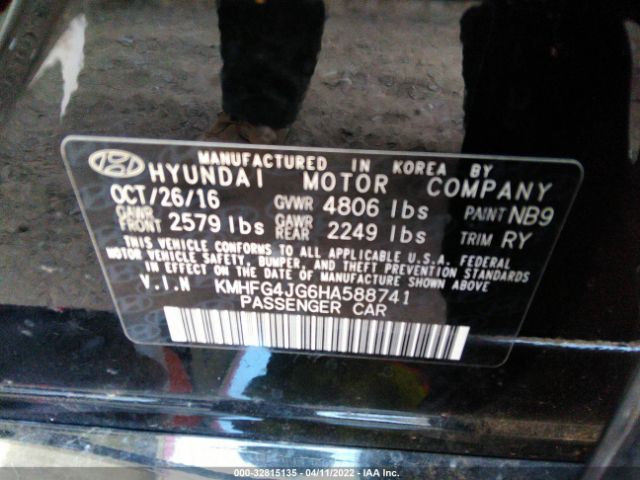 MANUFACTURED IN KOREA BY
HYUNDAI MOTOR COMPANY
OCT/26/16 GVWR 4806 lbs PAINT NB9
GAWR FRONT 2579 lbs GAWR REAR 2249 lbs TRIM RY
THIS VEHICLE CONFORMS TO ALL APPLICABLE U.S.A. FEDERAL
MOTOR VEHICLE SAFETY, BUMPER, AND THEFT PREVENTION STANDARDS
IN EFFECT ON THE DATE OF MANUFACTURE SHOWN ABOVE
V.I.N KMHFG4JG6HA588741
PASSENGER CAR
000-32815135 - 04/11/2022 - IAA Inc.